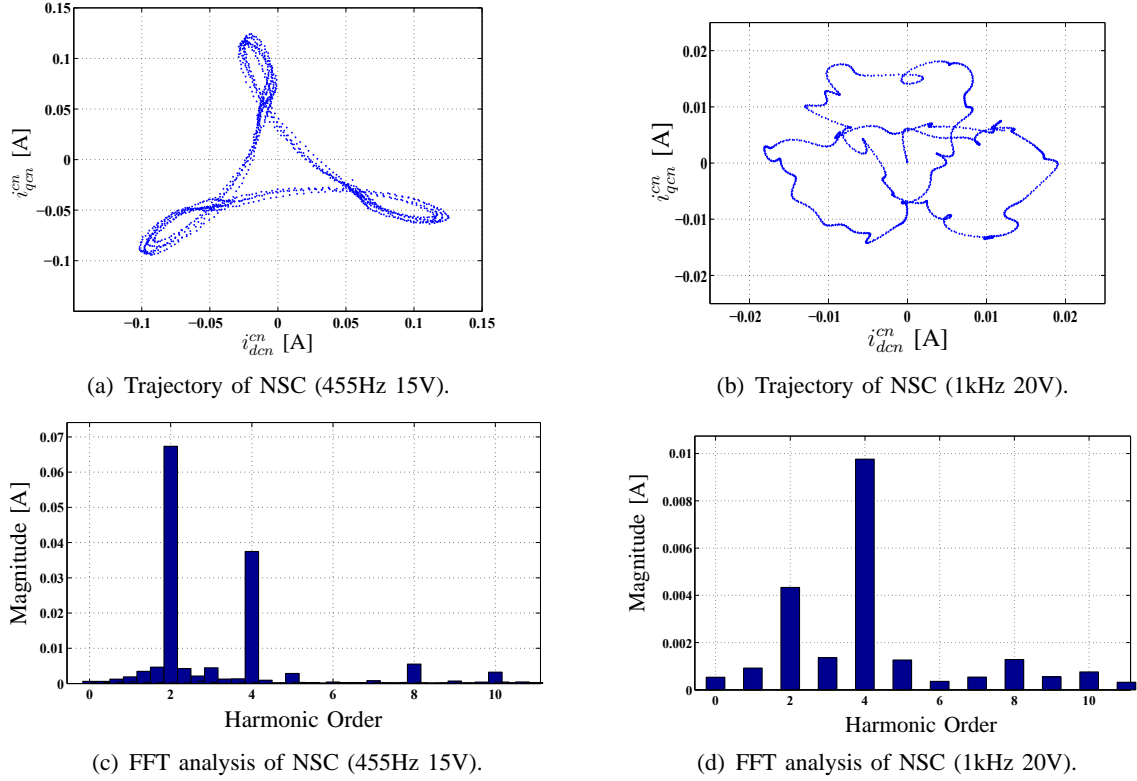 0.1
0.05
0
−0.05
−0.1
−0.1 −0.05 0 0.05 0.1 0.15
i_{qcn}^{cn} [A]
i_{dcn}^{cn} [A]
(a) Trajectory of NSC (455Hz 15V).
0.02
0.01
0
−0.01
−0.02
−0.02 −0.01 0 0.01 0.02
i_{qcn}^{cn} [A]
i_{dcn}^{cn} [A]
(b) Trajectory of NSC (1kHz 20V).
0.07
0.06
0.05
0.04
0.03
0.02
0.01
0
0 2 4 6 8 10
Magnitude [A]
Harmonic Order
(c) FFT analysis of NSC (455Hz 15V).
0.01
0.008
0.006
0.004
0.002
0
0 2 4 6 8 10
Magnitude [A]
Harmonic Order
(d) FFT analysis of NSC (1kHz 20V).